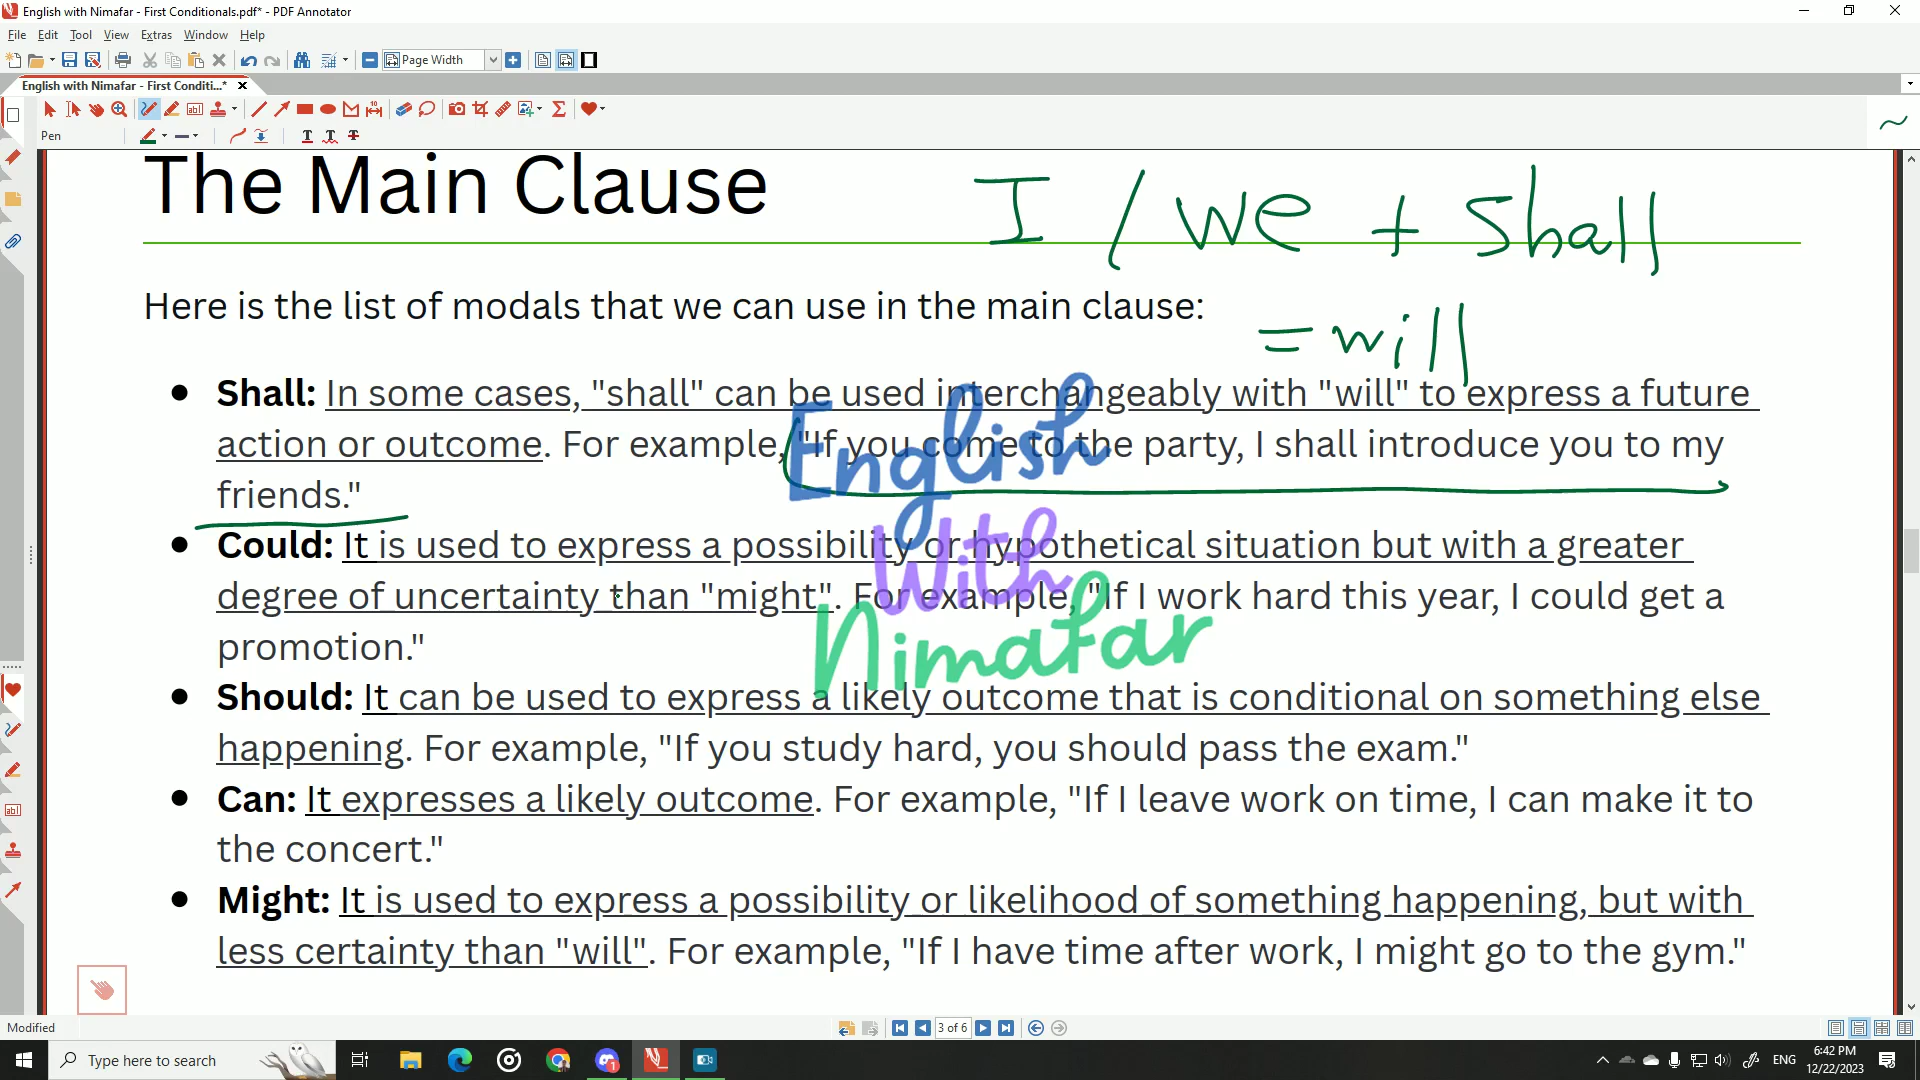 English with Nimafar - First Conditionals.pdf* - PDF Annotator
File Edit Tool View Extras Window Help
Page Width
English with Nimafar - First Conditi...*
Pen
The Main Clause
I / we + shall
= will
Here is the list of modals that we can use in the main clause:
● Shall: In some cases, "shall" can be used interchangeably with "will" to express a future
action or outcome. For example, "If you come to the party, I shall introduce you to my
friends."
● Could: It is used to express a possibility or hypothetical situation but with a greater
degree of uncertainty than "might". For example, "If I work hard this year, I could get a
promotion."
● Should: It can be used to express a likely outcome that is conditional on something else
happening. For example, "If you study hard, you should pass the exam."
● Can: It expresses a likely outcome. For example, "If I leave work on time, I can make it to
the concert."
● Might: It is used to express a possibility or likelihood of something happening, but with
less certainty than "will". For example, "If I have time after work, I might go to the gym."
English
With
Nimafar
Modified
3 of 6
Type here to search
ENG
6:42 PM
12/22/2023